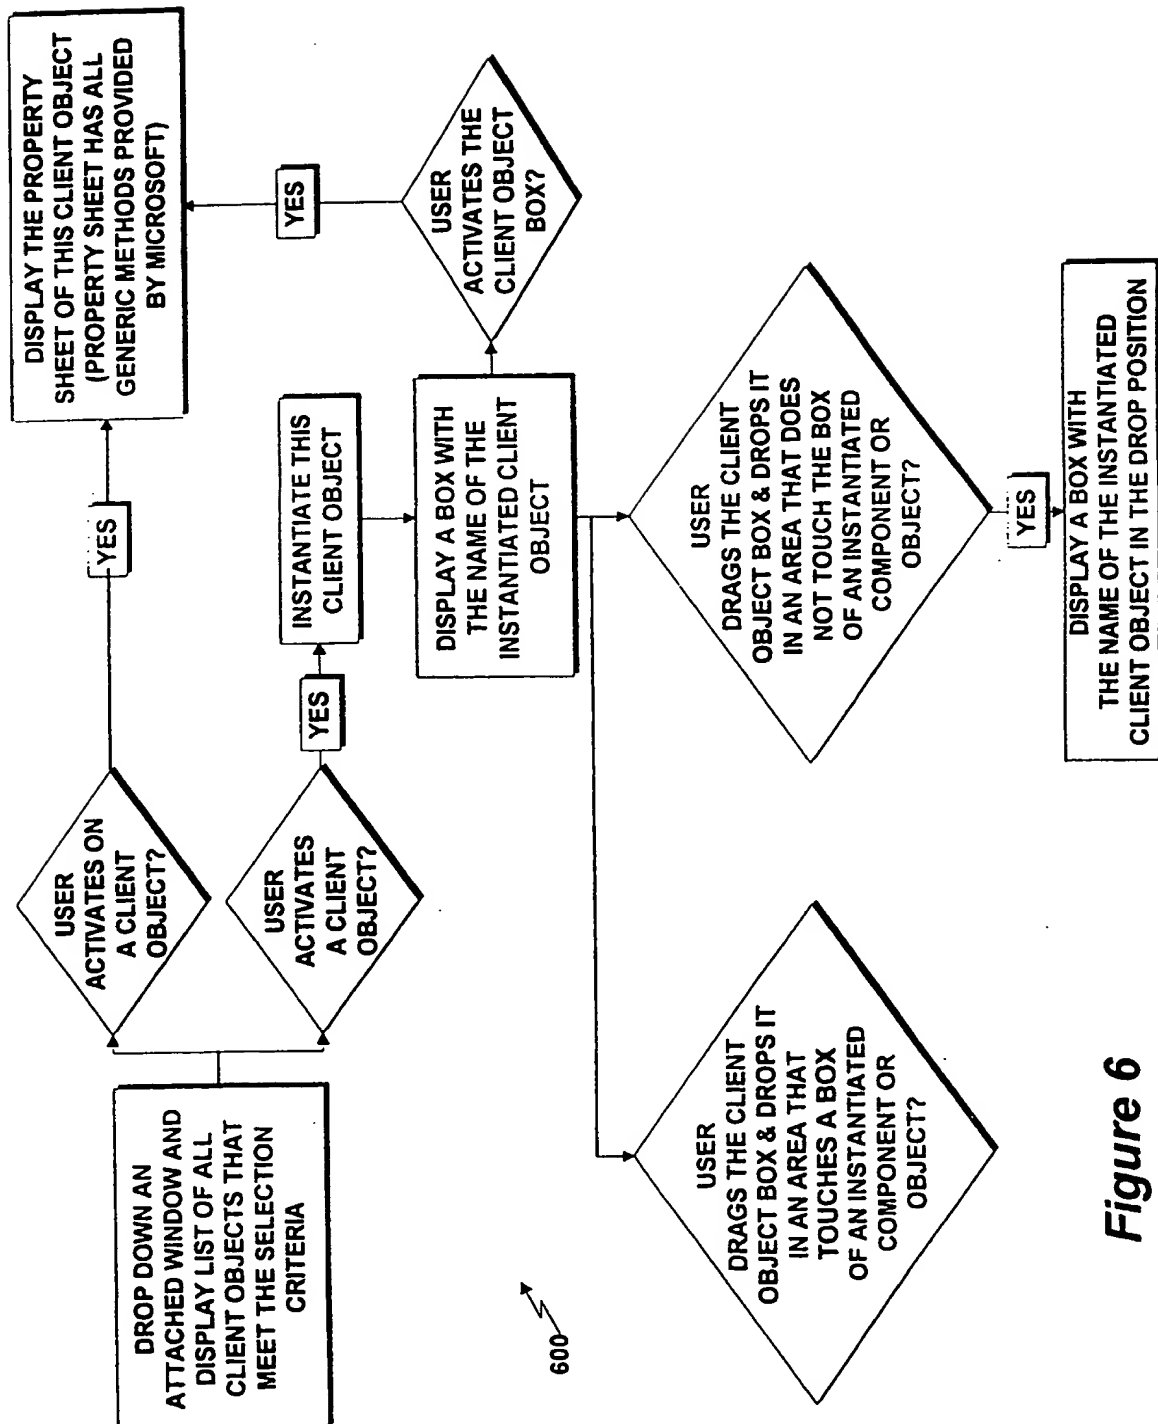 DROP DOWN AN
ATTACHED WINDOW AND
DISPLAY LIST OF ALL
CLIENT OBJECTS THAT
MEET THE SELECTION
CRITERIA
USER
ACTIVATES ON
A CLIENT
OBJECT?
YES
DISPLAY THE PROPERTY
SHEET OF THIS CLIENT OBJECT
(PROPERTY SHEET HAS ALL
GENERIC METHODS PROVIDED
BY MICROSOFT)
USER
ACTIVATES
A CLIENT
OBJECT?
YES
INSTANTIATE THIS
CLIENT OBJECT
DISPLAY A BOX WITH
THE NAME OF THE
INSTANTIATED CLIENT
OBJECT
USER
ACTIVATES THE
CLIENT OBJECT
BOX?
YES
USER
DRAGS THE CLIENT
OBJECT BOX & DROPS IT
IN AN AREA THAT
TOUCHES A BOX
OF AN INSTANTIATED
COMPONENT OR
OBJECT?
USER
DRAGS THE CLIENT
OBJECT BOX & DROPS IT
IN AN AREA THAT DOES
NOT TOUCH THE BOX
OF AN INSTANTIATED
COMPONENT OR
OBJECT?
YES
DISPLAY A BOX WITH
THE NAME OF THE INSTANTIATED
CLIENT OBJECT IN THE DROP POSITION
600
Figure 6